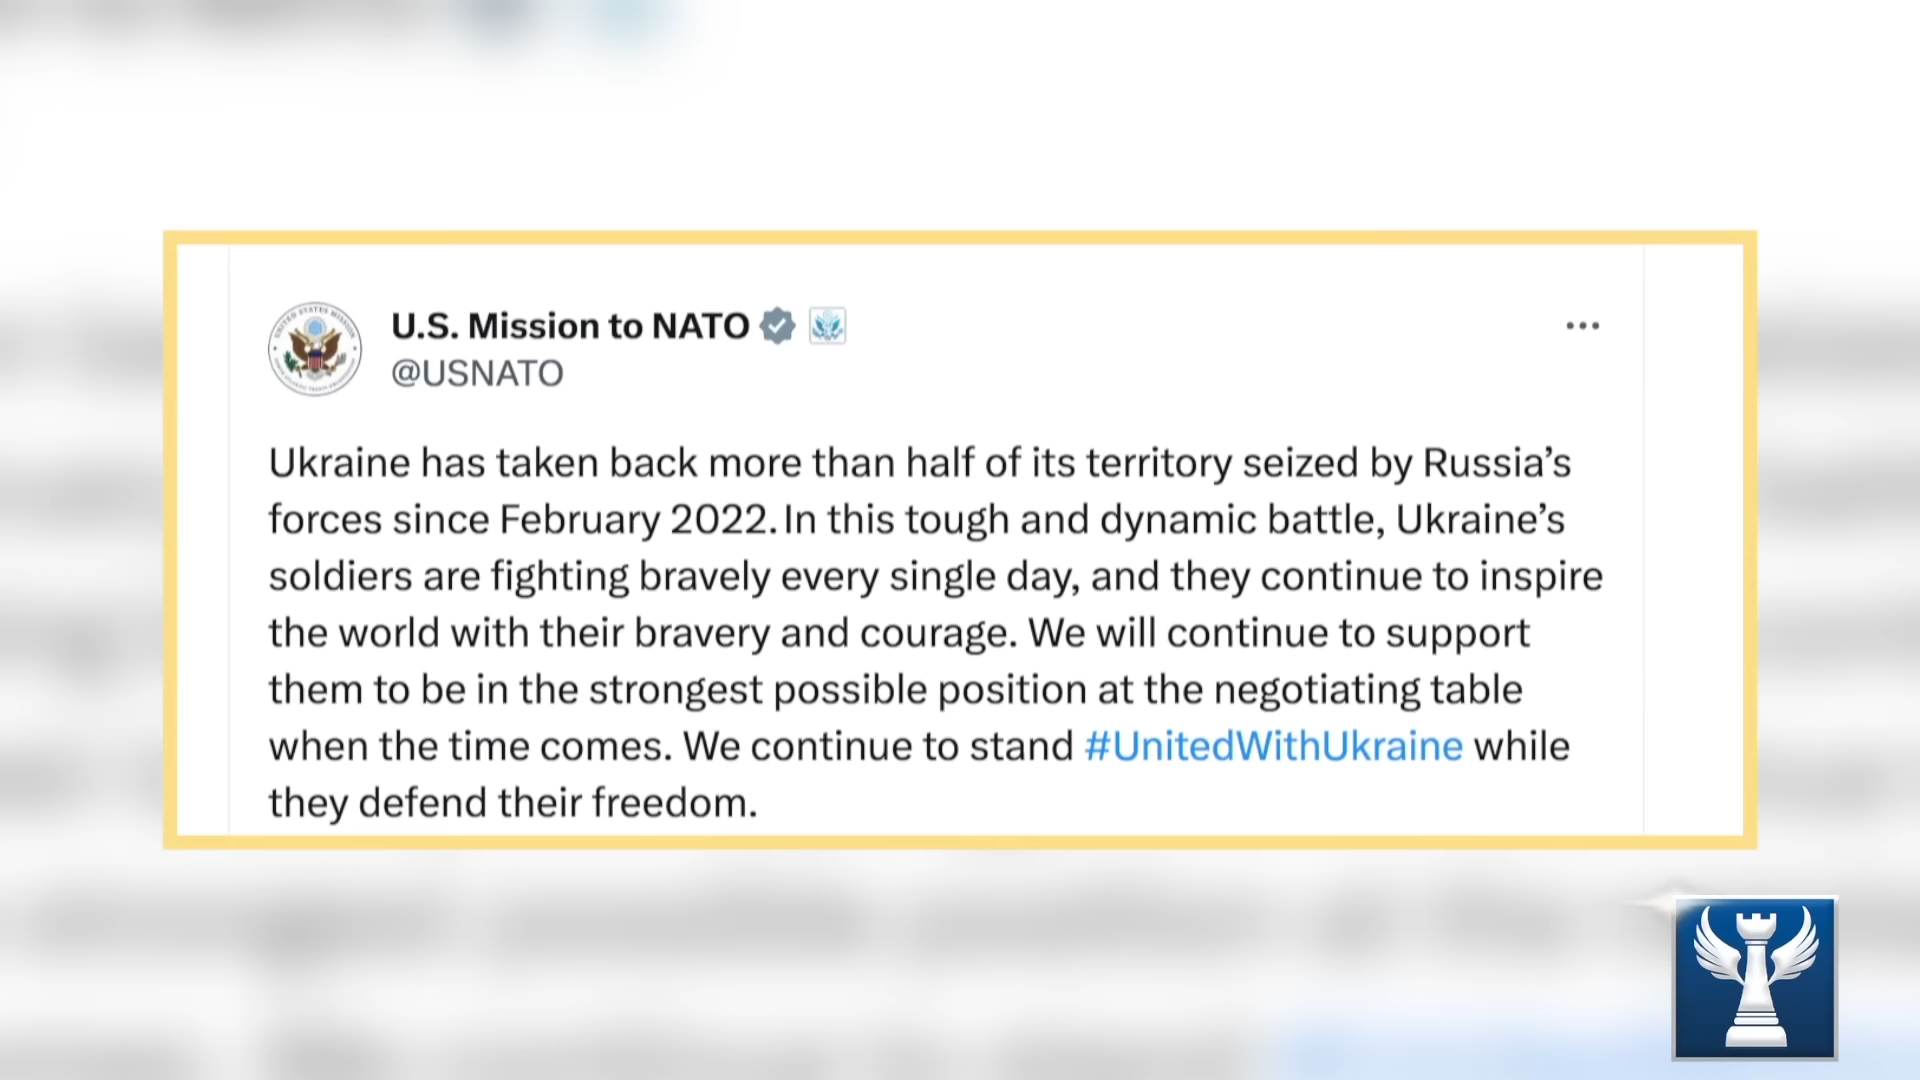 U.S. Mission to NATO
@USNATO
Ukraine has taken back more than half of its territory seized by Russia’s
forces since February 2022. In this tough and dynamic battle, Ukraine’s
soldiers are fighting bravely every single day, and they continue to inspire
the world with their bravery and courage. We will continue to support
them to be in the strongest possible position at the negotiating table
when the time comes. We continue to stand #UnitedWithUkraine while
they defend their freedom.